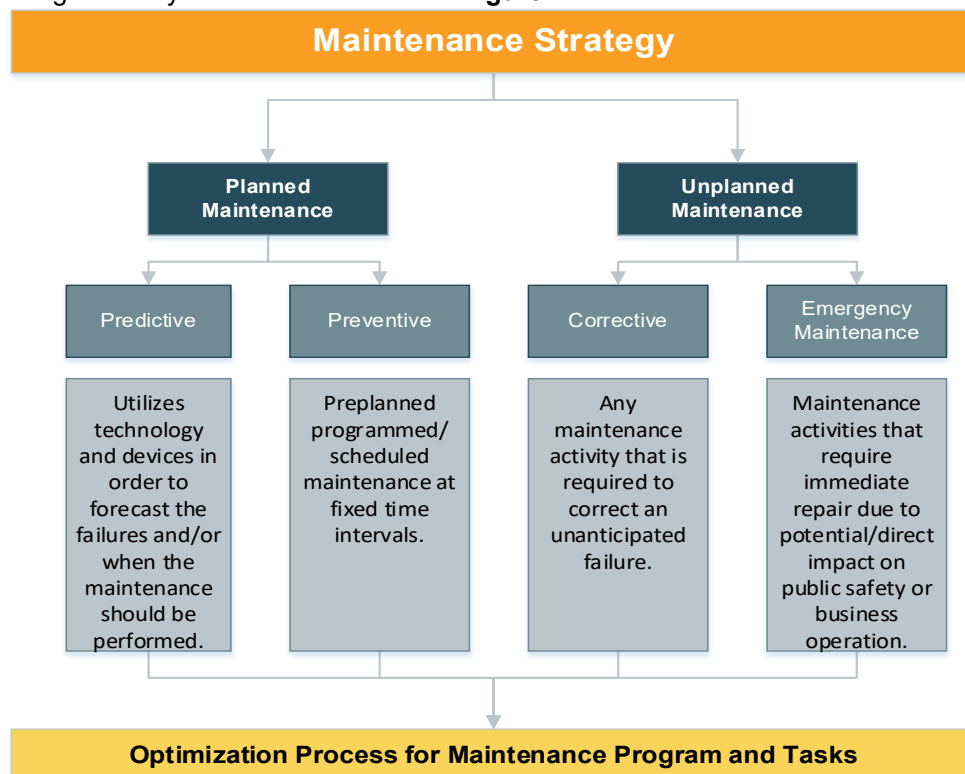 Maintenance Strategy
Planned
Maintenance
Unplanned
Maintenance
Predictive
Preventive
Corrective
Emergency
Maintenance
Utilizes
technology
and devices in
order to
forecast the
failures and/or
when the
maintenance
should be
performed.
Preplanned
programmed/
scheduled
maintenance at
fixed time
intervals.
Any
maintenance
activity that is
required to
correct an
unanticipated
failure.
Maintenance
activities that
require
immediate
repair due to
potential/direct
impact on
public safety or
business
operation.
Optimization Process for Maintenance Program and Tasks